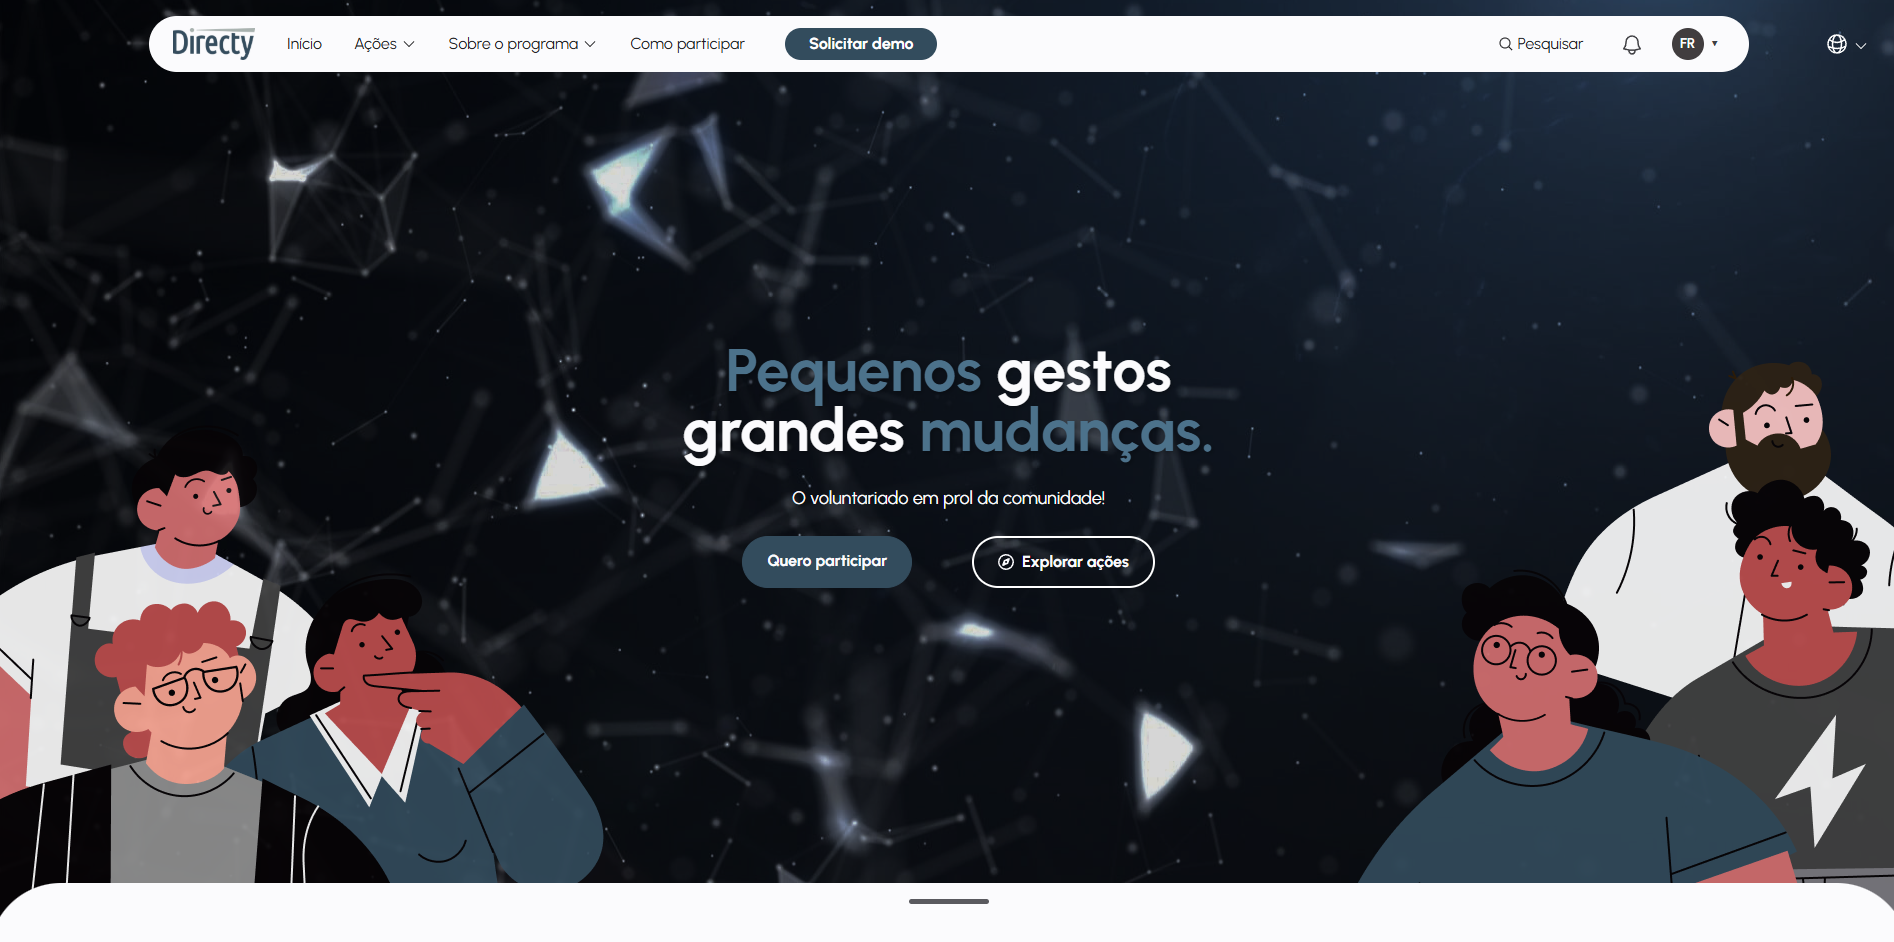 Directy
Início
Ações
Sobre o programa
Como participar
Solicitar demo
Pesquisar
FR
Pequenos gestos
grandes mudanças.
O voluntariado em prol da comunidade!
Quero participar
Explorar ações